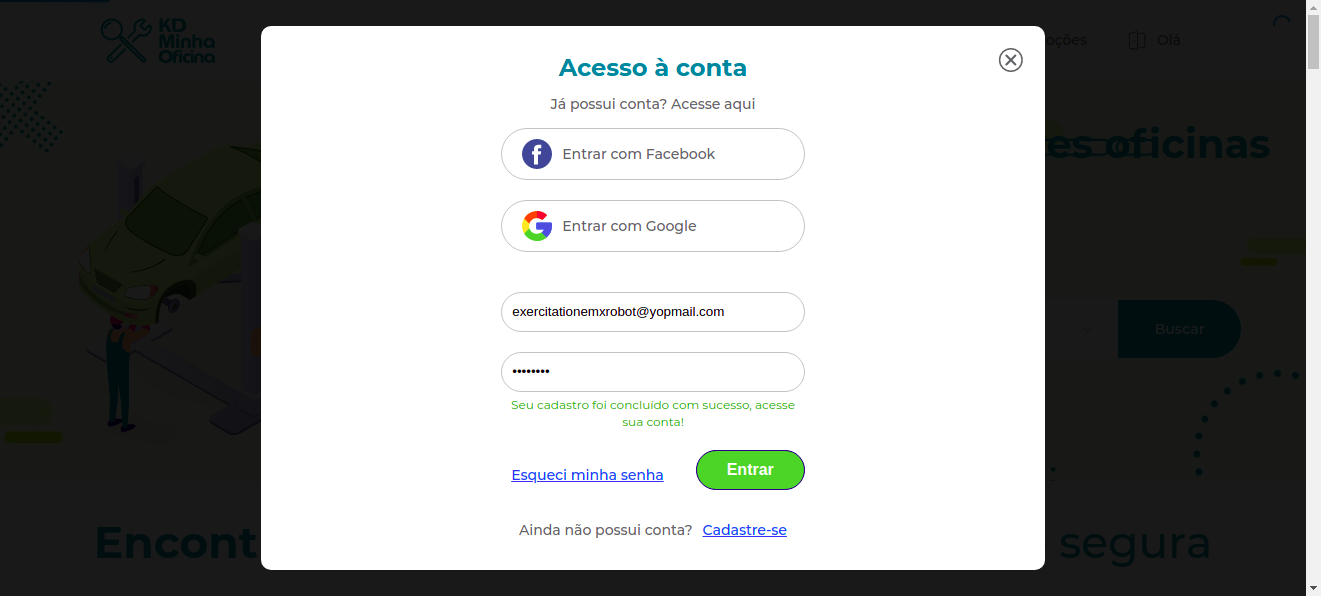 KD
Minha
Oficina
oções
Olá
Acesso à conta
Já possui conta? Acesse aqui
Entrar com Facebook
es oficinas
Entrar com Google
exercitationemxrobot@yopmail.com
Buscar
••••••••
Seu cadastro foi concluído com sucesso, acesse
sua conta!
Esqueci minha senha
Entrar
Ainda não possui conta? Cadastre-se
Encont
segura